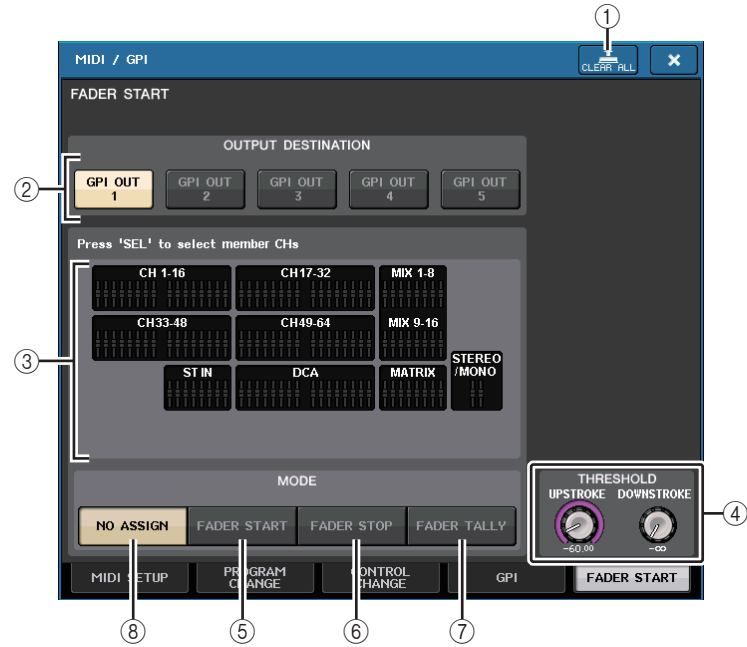 ①
MIDI / GPI
CLEAR ALL
×
FADER START
OUTPUT DESTINATION
②
GPI OUT 1
GPI OUT 2
GPI OUT 3
GPI OUT 4
GPI OUT 5
Press 'SEL' to select member CHs
③
CH 1-16
CH17-32
MIX 1-8
CH33-48
CH49-64
MIX 9-16
ST IN
DCA
MATRIX
STEREO /MONO
MODE
NO ASSIGN
FADER START
FADER STOP
FADER TALLY
THRESHOLD
UPSTROKE
DOWNSTROKE
-60.00
-∞
④
MIDI SETUP
PROGRAM CHANGE
CONTROL CHANGE
GPI
FADER START
⑧
⑤
⑥
⑦